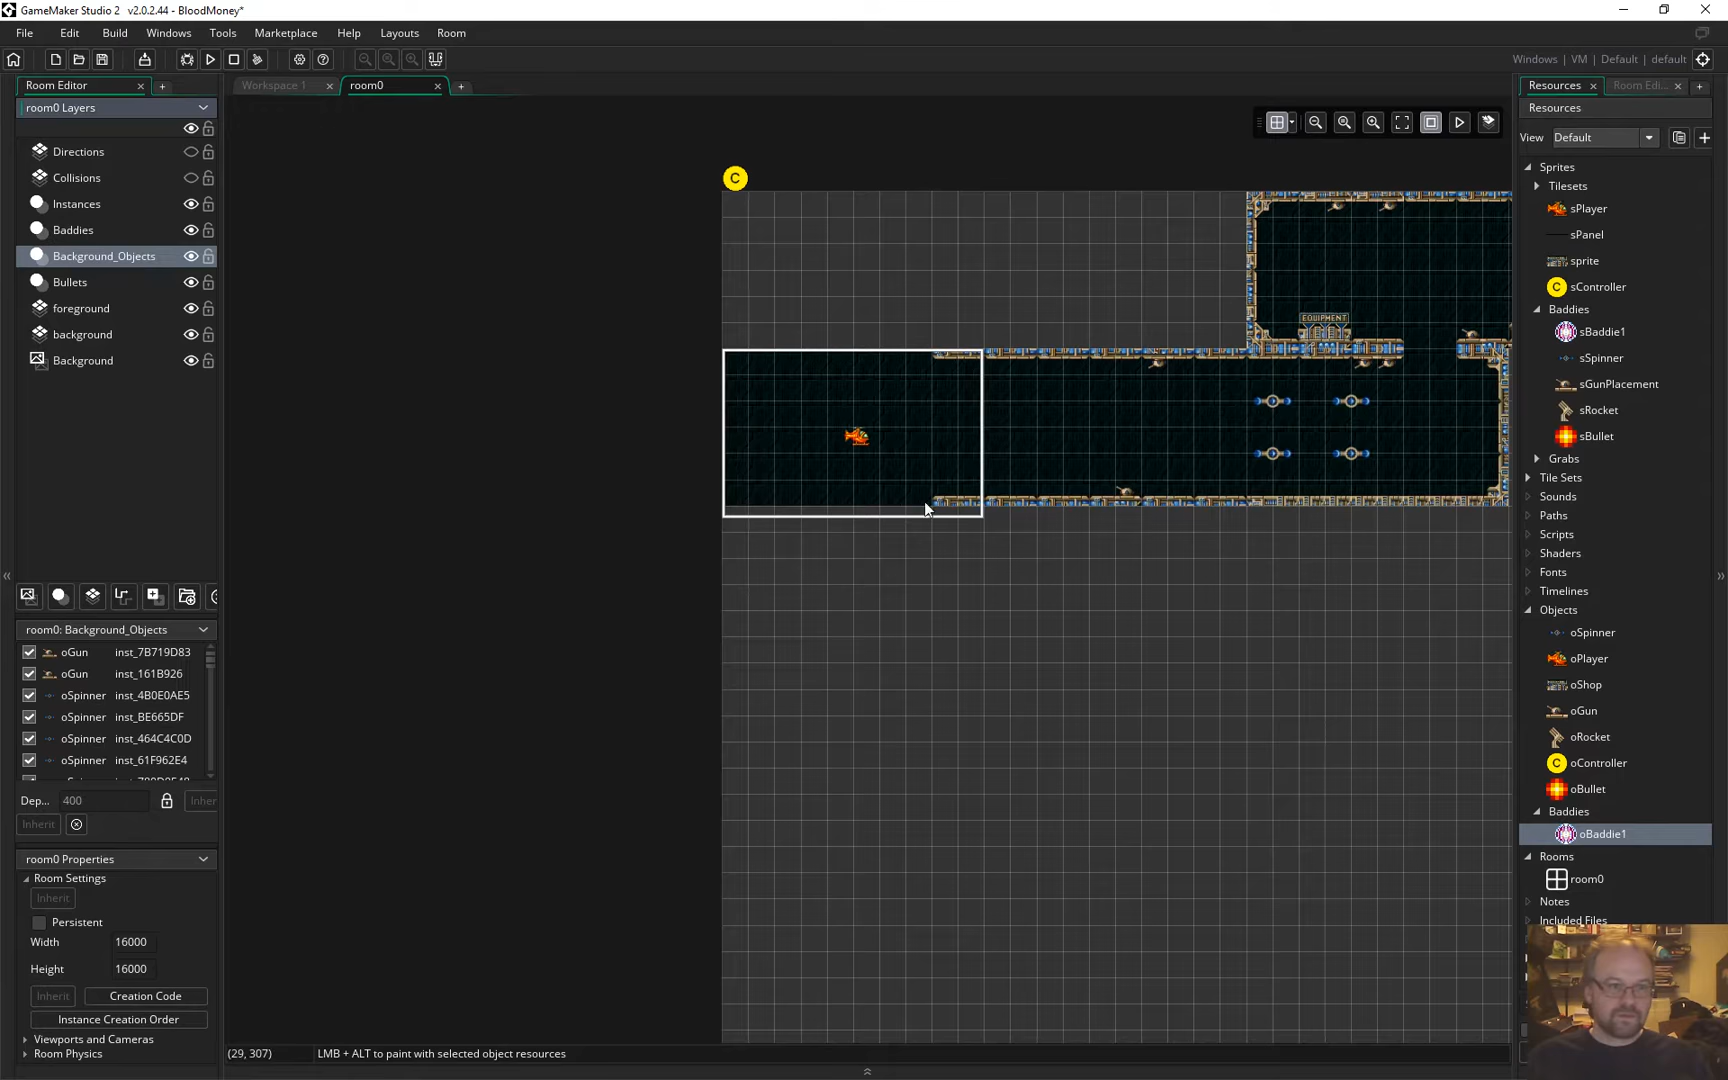 GameMaker Studio 2 v2.0.2.44 - BloodMoney*
File Edit Build Windows Tools Marketplace Help Layouts Room
Windows | VM | Default | default
Room Editor
Workspace 1
room0
Resources
Room Edi...
room0 Layers
Resources
View Default
Directions
Collisions
Instances
Baddies
Background_Objects
Bullets
foreground
background
Background
C
EQUIPMENT
Sprites
Tilesets
sPlayer
sPanel
sprite
C sController
Baddies
sBaddie1
sSpinner
sGunPlacement
sRocket
sBullet
Grabs
Tile Sets
Sounds
Paths
Scripts
Shaders
Fonts
Timelines
Objects
oSpinner
oPlayer
oShop
oGun
oRocket
C oController
oBullet
Baddies
oBaddie1
Rooms
room0
Notes
Included Files
room0: Background_Objects
oGun inst_7B719D83
oGun inst_161B926
oSpinner inst_4B0E0AE5
oSpinner inst_BE665DF
oSpinner inst_464C4C0D
oSpinner inst_61F962E4
Dep... 400 Inher
Inherit
room0 Properties
Room Settings
Inherit
Persistent
Width 16000
Height 16000
Inherit Creation Code
Instance Creation Order
Viewports and Cameras
Room Physics
(29, 307) LMB + ALT to paint with selected object resources